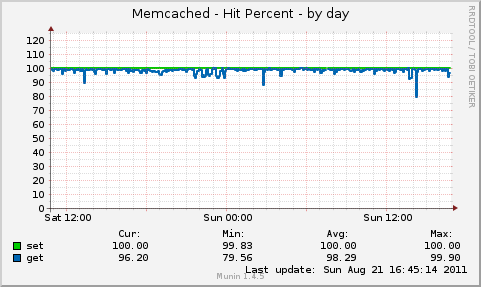 Memcached - Hit Percent - by day
RRDTOOL / TOBI OETIKER
120
110
100
90
80
70
60
50
40
30
20
10
0
Sat 12:00 Sun 00:00 Sun 12:00
Cur: Min: Avg: Max:
set 100.00 99.83 100.00 100.00
get 96.20 79.56 98.29 99.90
Last update: Sun Aug 21 16:45:14 2011
Munin 1.4.5